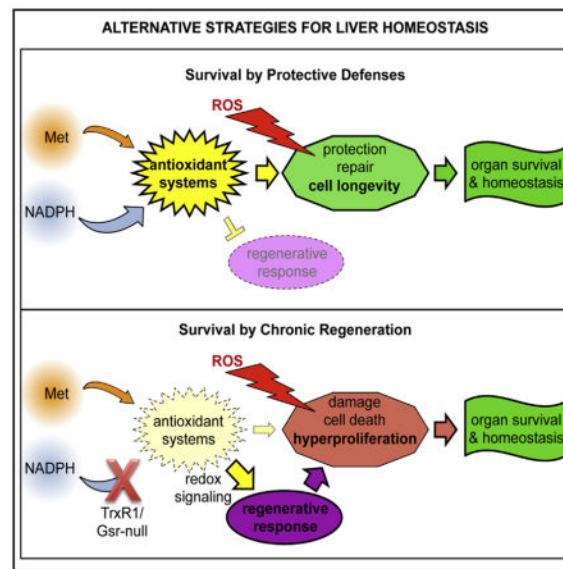 ALTERNATIVE STRATEGIES FOR LIVER HOMEOSTASIS
Survival by Protective Defenses
ROS
Met
NADPH
antioxidant
systems
protection
repair
cell longevity
organ survival
& homeostasis
regenerative
response
Survival by Chronic Regeneration
ROS
Met
NADPH
TrxR1/
Gsr-null
antioxidant
systems
redox
signaling
damage
cell death
hyperproliferation
organ survival
& homeostasis
regenerative
response